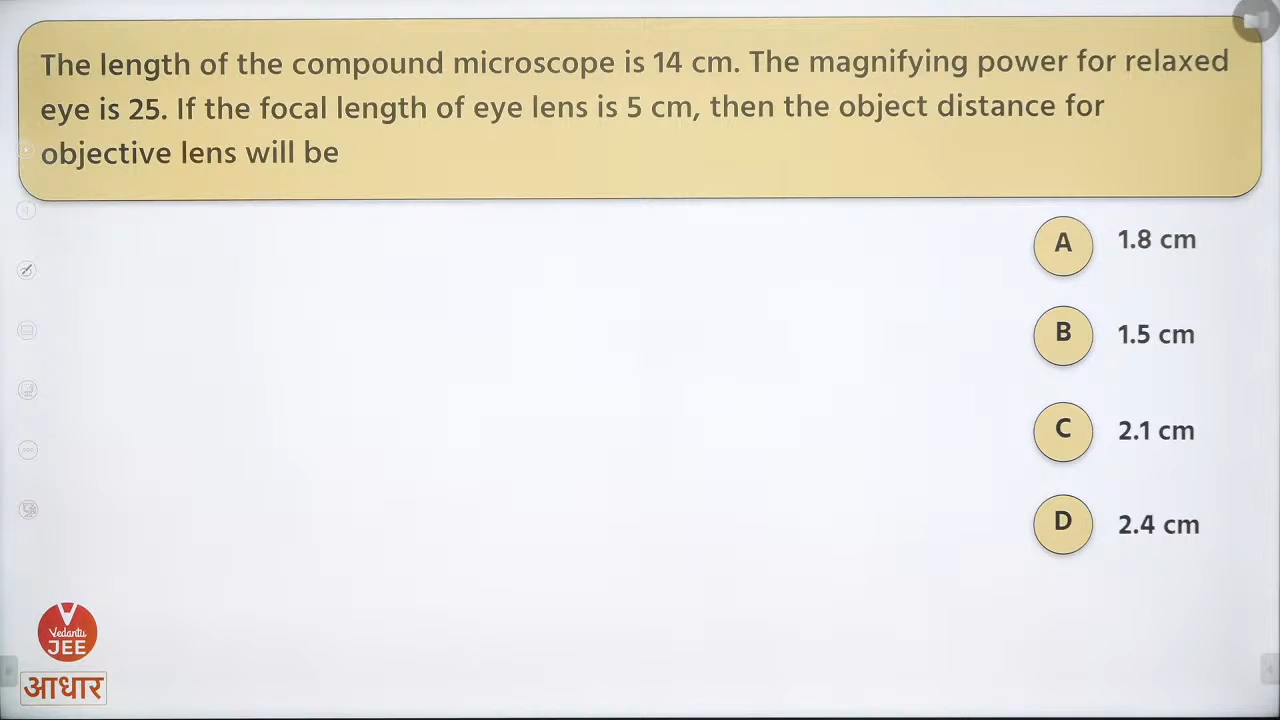 The length of the compound microscope is 14 cm. The magnifying power for relaxed
eye is 25. If the focal length of eye lens is 5 cm, then the object distance for
objective lens will be
A 1.8 cm
B 1.5 cm
C 2.1 cm
D 2.4 cm
Vedantu
JEE
आधार